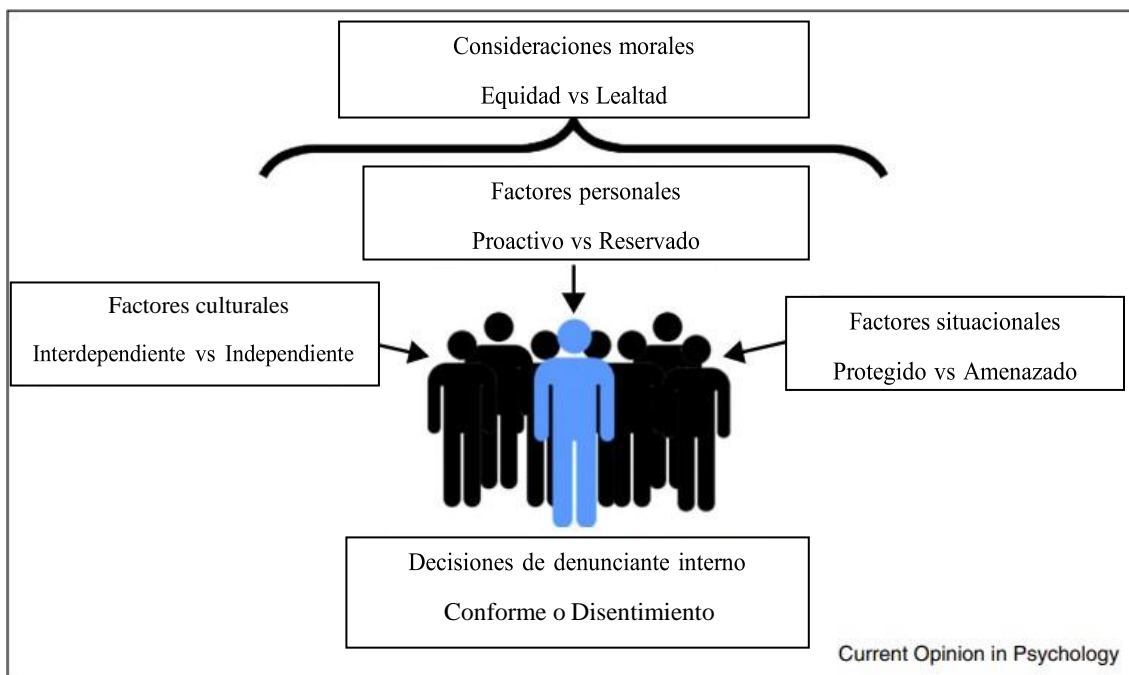 Consideraciones morales
Equidad vs Lealtad
Factores personales
Proactivo vs Reservado
Factores culturales
Interdependiente vs Independiente
Factores situacionales
Protegido vs Amenazado
Decisiones de denunciante interno
Conforme o Disentimiento
Current Opinion in Psychology